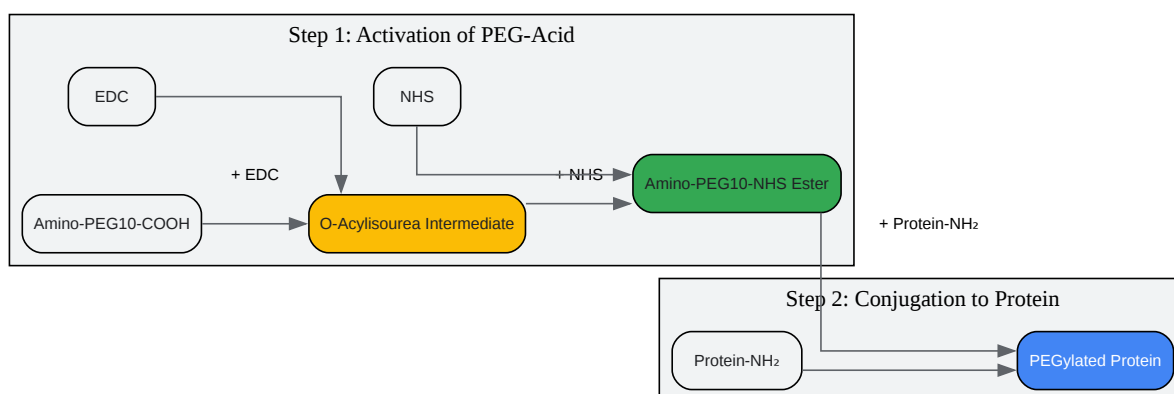 Step 1: Activation of PEG-Acid
EDC
NHS
+ EDC
+ NHS
Amino-PEG10-NHS Ester
Amino-PEG10-COOH
O-Acylisourea Intermediate
+ Protein-NH₂
Step 2: Conjugation to Protein
Protein-NH₂
PEGylated Protein